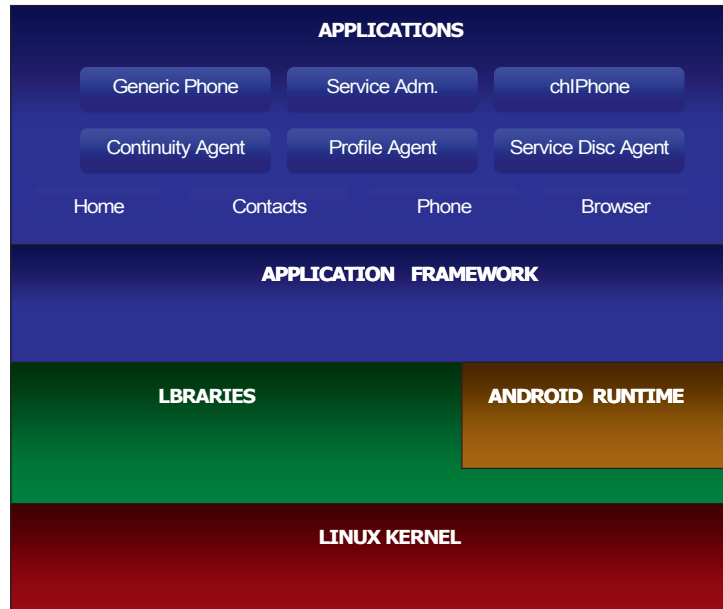 APPLICATIONS
Generic Phone Service Adm. chIPhone
Continuity Agent Profile Agent Service Disc Agent
Home Contacts Phone Browser
APPLICATION FRAMEWORK
LBRARIES ANDROID RUNTIME
LINUX KERNEL